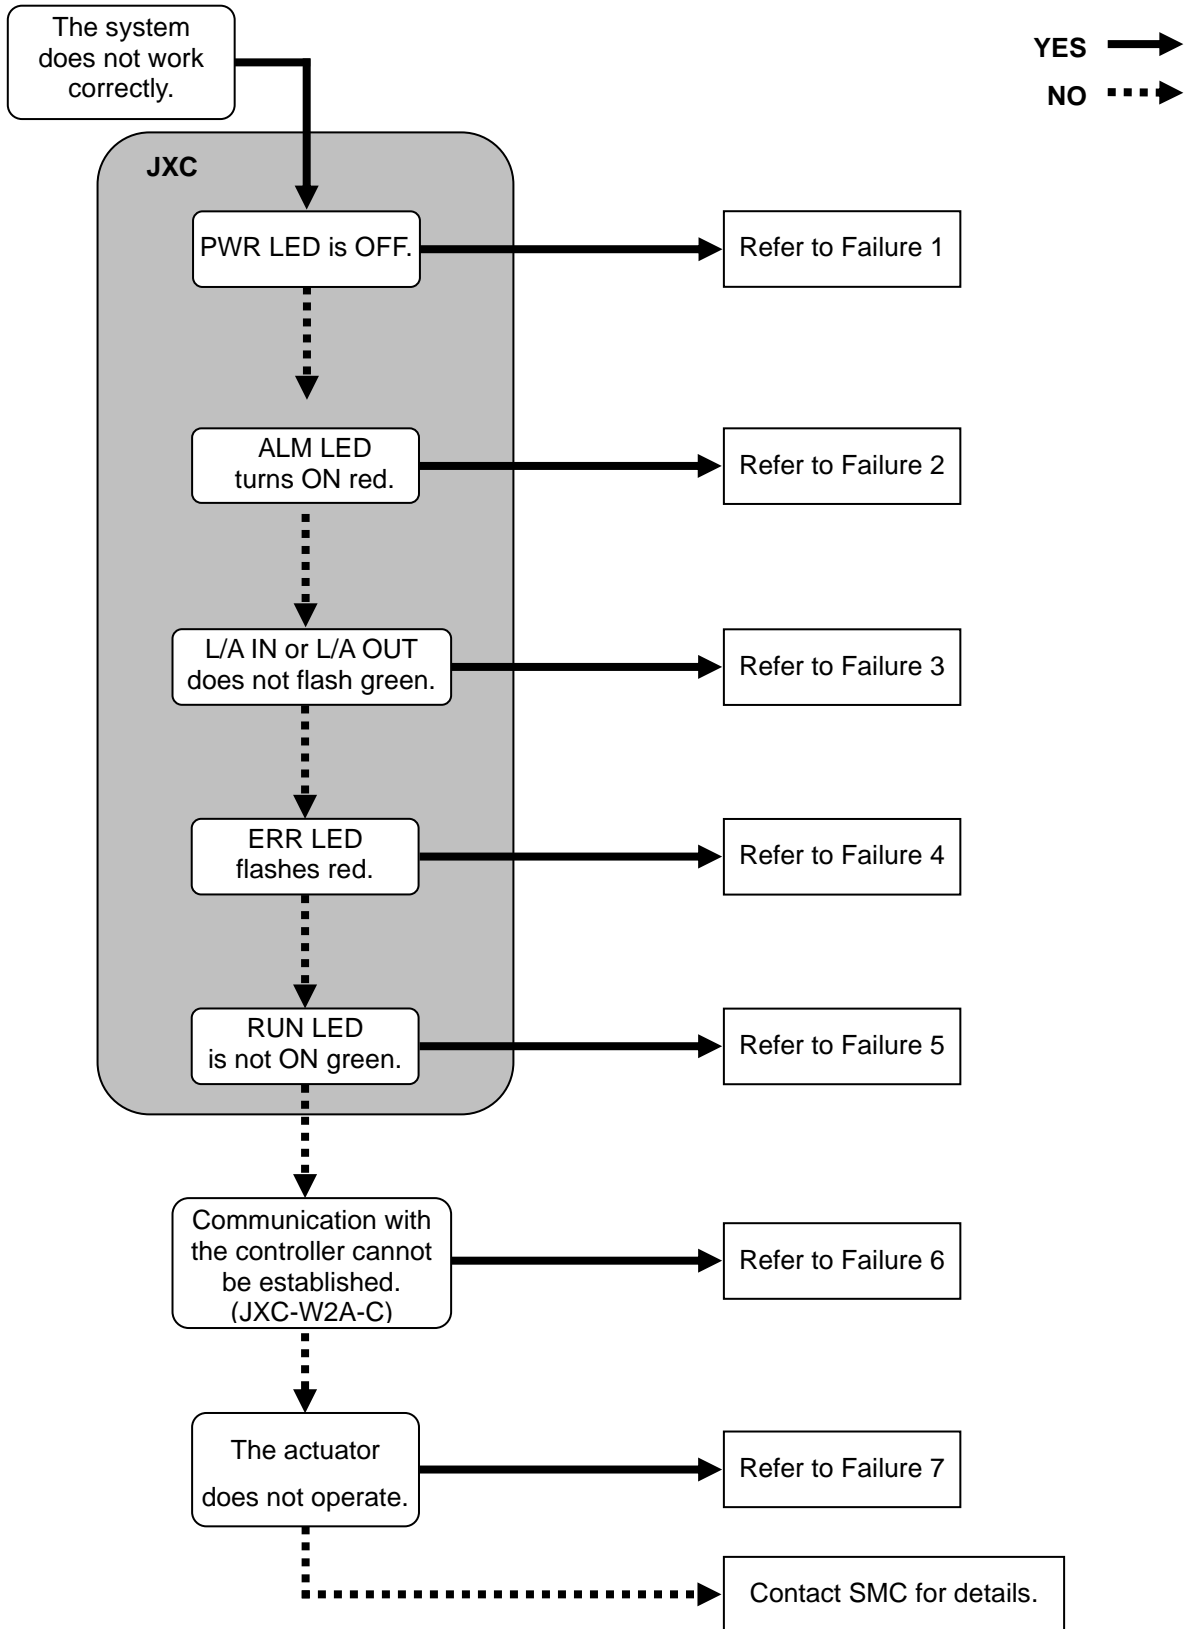 The system
does not work
correctly.
YES
NO
JXC
PWR LED is OFF.
Refer to Failure 1
ALM LED
turns ON red.
Refer to Failure 2
L/A IN or L/A OUT
does not flash green.
Refer to Failure 3
ERR LED
flashes red.
Refer to Failure 4
RUN LED
is not ON green.
Refer to Failure 5
Communication with
the controller cannot
be established.
(JXC-W2A-C)
Refer to Failure 6
The actuator
does not operate.
Refer to Failure 7
Contact SMC for details.